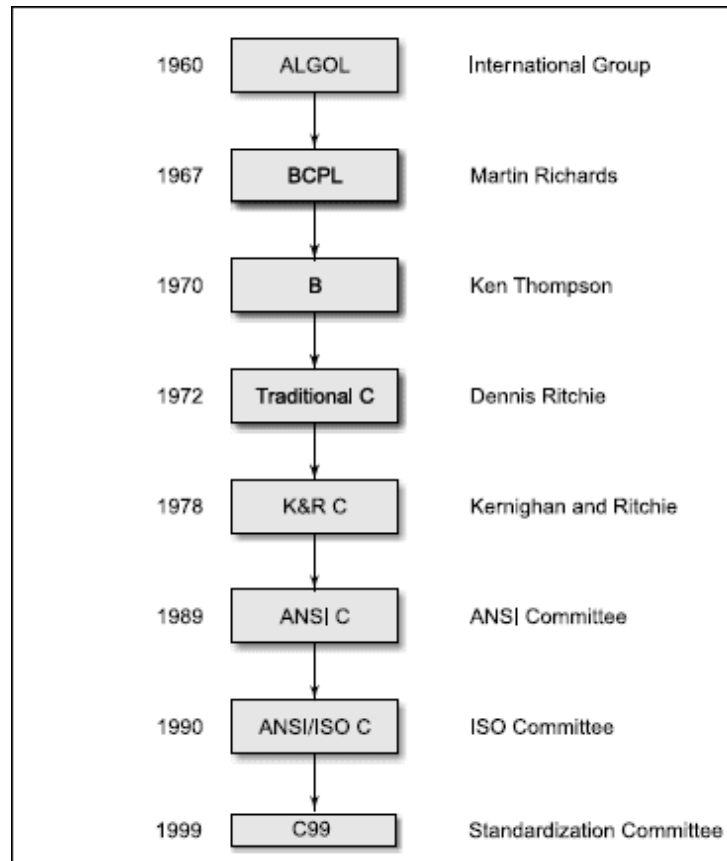 1960 ALGOL International Group
1967 BCPL Martin Richards
1970 B Ken Thompson
1972 Traditional C Dennis Ritchie
1978 K&R C Kernighan and Ritchie
1989 ANSI C ANSI Committee
1990 ANSI/ISO C ISO Committee
1999 C99 Standardization Committee